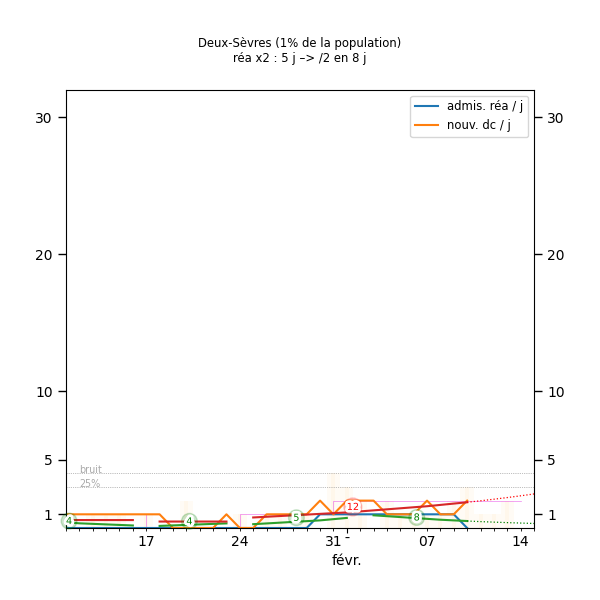 Deux-Sèvres (1% de la population)
réa x2 : 5 j –> /2 en 8 j
admis. réa / j
nouv. dc / j
30 30
20 20
10 10
5 5
bruit
25%
1 1
4 4 5 12 8
17 24 31 07 14
févr.